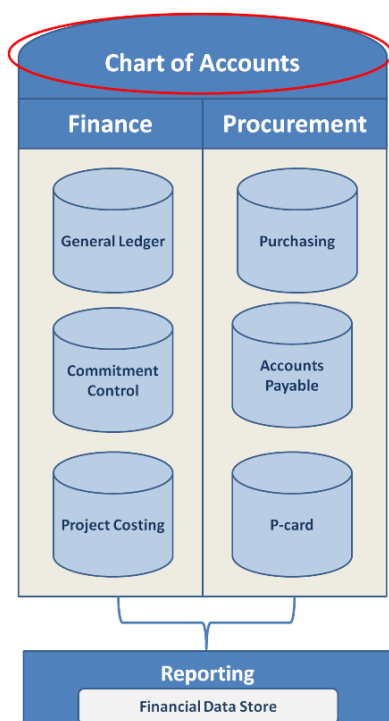 Chart of Accounts
Finance
Procurement
General Ledger
Purchasing
Commitment
Control
Accounts
Payable
Project Costing
P-card
Reporting
Financial Data Store